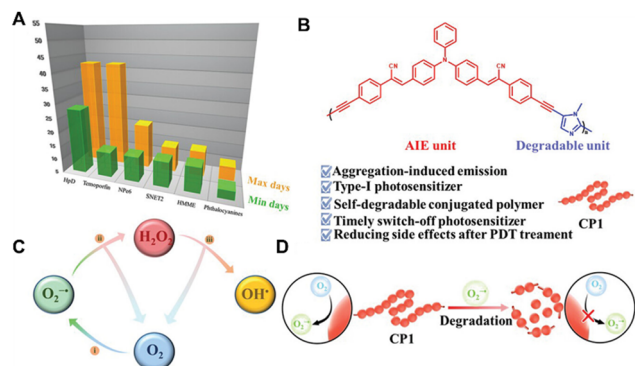 A
55
50
45
40
35
30
25
20
15
10
5
HpD
Temoporfin
NPe6
SNET2
HMME
Phthalocyanines
Max days
Min days
B
N
CN
CN
N
N
n
AIE unit
Degradable unit
Aggregation-induced emission
Type-I photosensitizer
Self-degradable conjugated polymer
Timely switch-off photosensitizer
Reducing side effects after PDT treament
CP1
C
ii
H2O2
iii
O2−•
OH•
i
O2
D
O2
O2−•
CP1
O2−•
Degradation
O2
O2−•